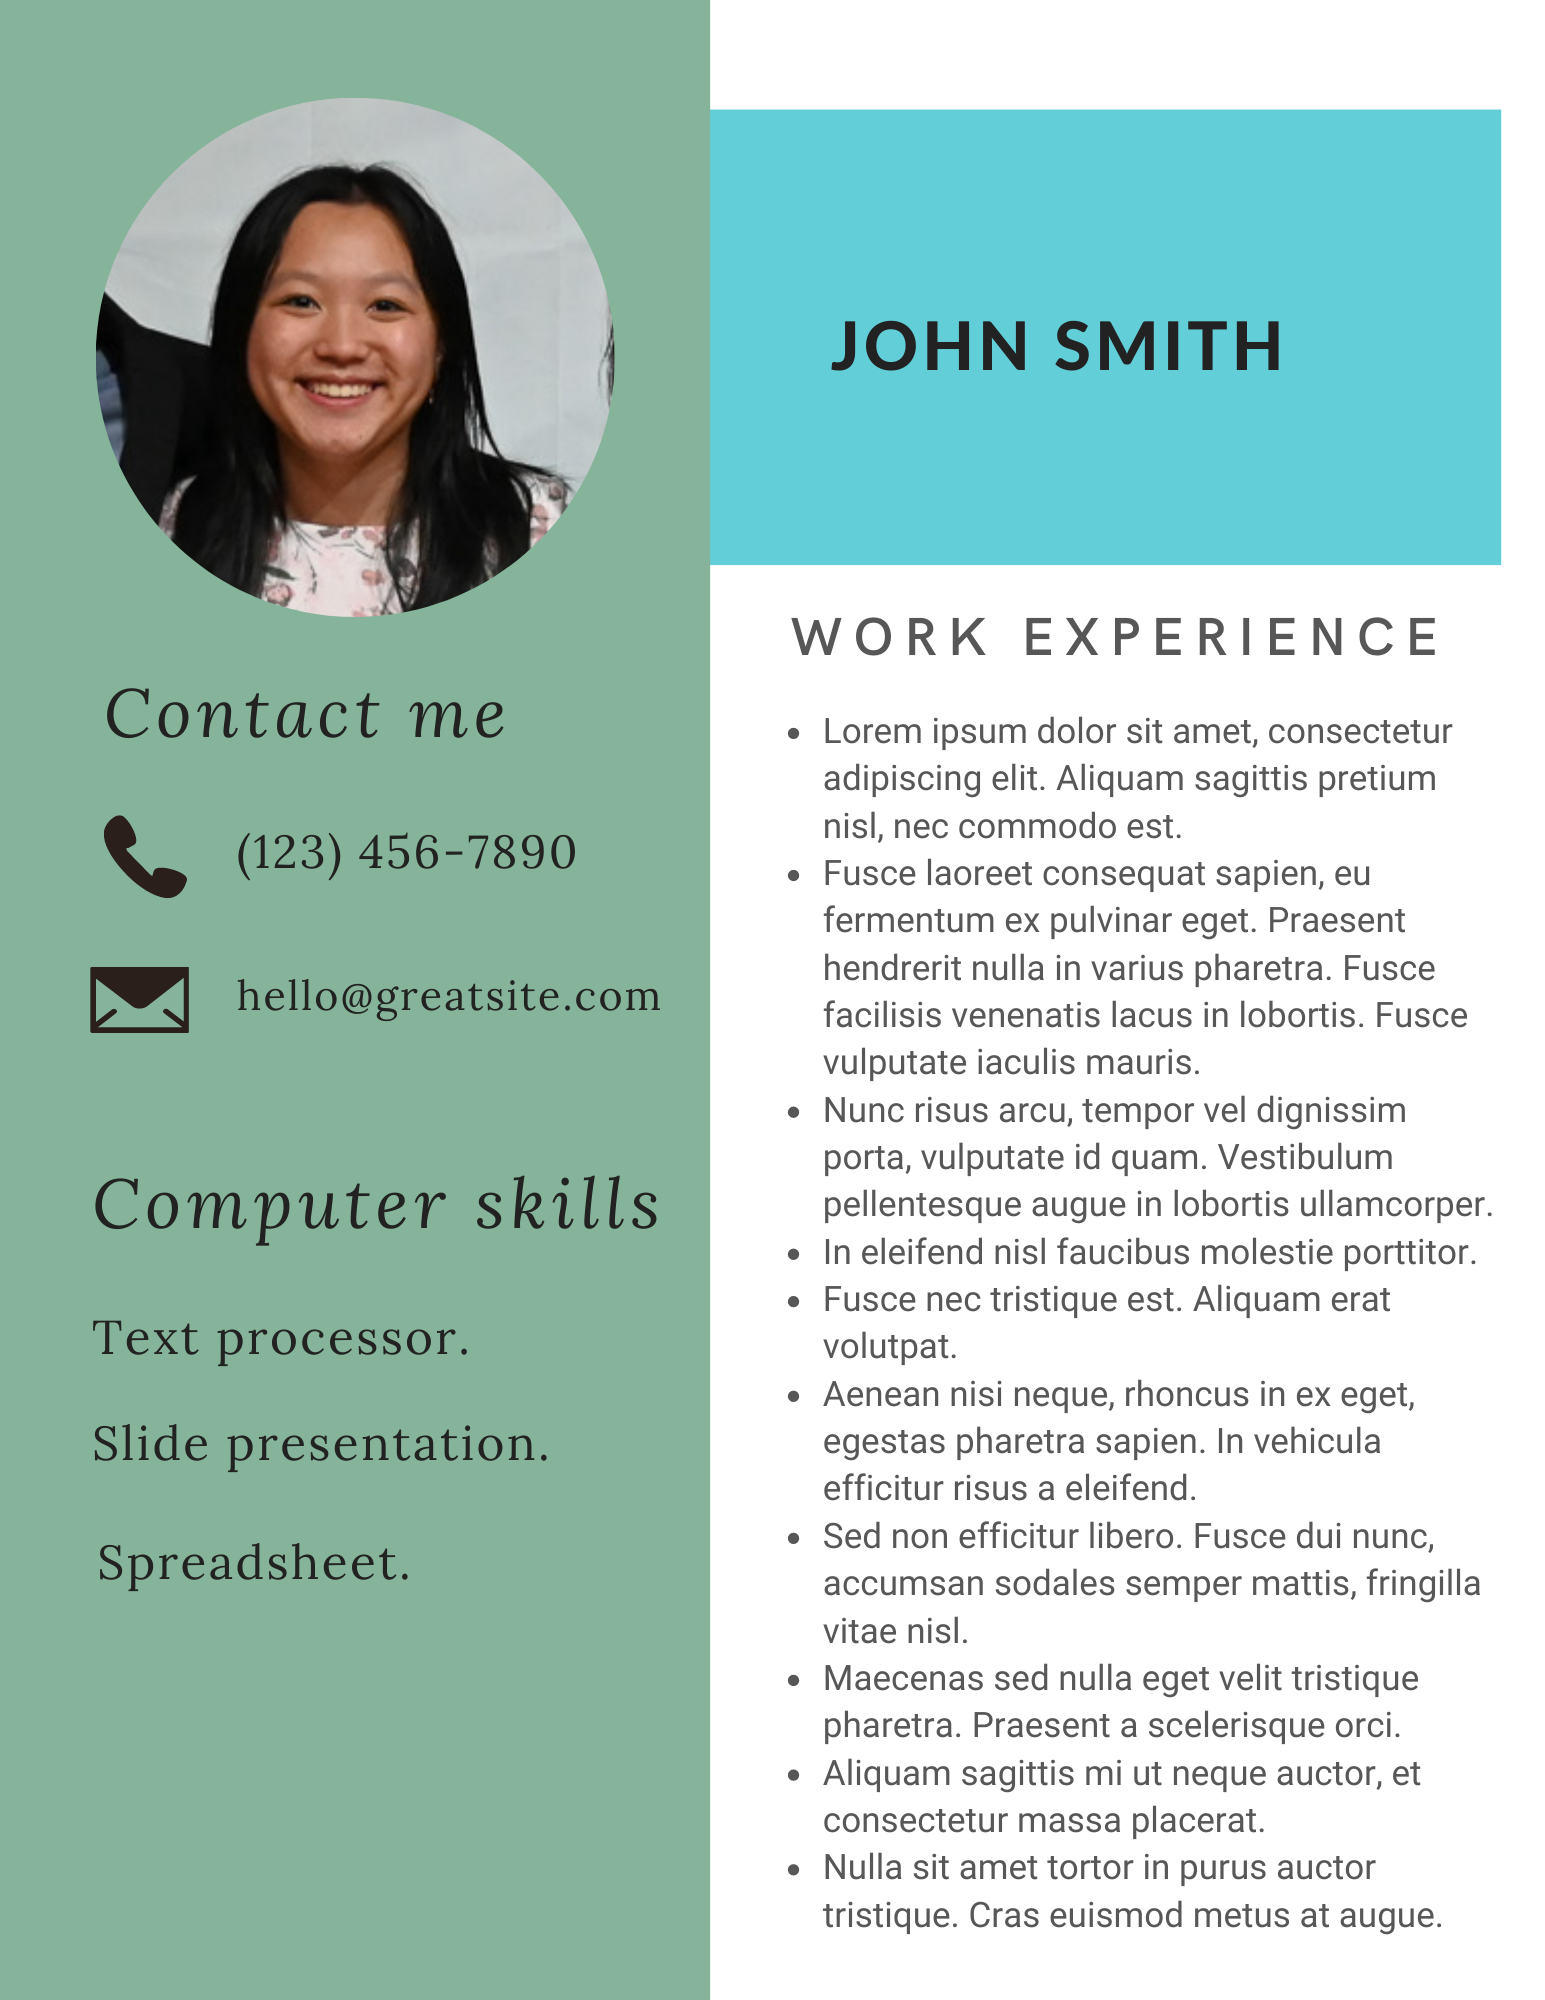 JOHN SMITH
Contact me
(123) 456-7890
hello@greatsite.com
Computer skills
Text processor.
Slide presentation.
Spreadsheet.
WORK EXPERIENCE
• Lorem ipsum dolor sit amet, consectetur
adipiscing elit. Aliquam sagittis pretium
nisl, nec commodo est.
• Fusce laoreet consequat sapien, eu
fermentum ex pulvinar eget. Praesent
hendrerit nulla in varius pharetra. Fusce
facilisis venenatis lacus in lobortis. Fusce
vulputate iaculis mauris.
• Nunc risus arcu, tempor vel dignissim
porta, vulputate id quam. Vestibulum
pellentesque augue in lobortis ullamcorper.
• In eleifend nisl faucibus molestie porttitor.
• Fusce nec tristique est. Aliquam erat
volutpat.
• Aenean nisi neque, rhoncus in ex eget,
egestas pharetra sapien. In vehicula
efficitur risus a eleifend.
• Sed non efficitur libero. Fusce dui nunc,
accumsan sodales semper mattis, fringilla
vitae nisl.
• Maecenas sed nulla eget velit tristique
pharetra. Praesent a scelerisque orci.
• Aliquam sagittis mi ut neque auctor, et
consectetur massa placerat.
• Nulla sit amet tortor in purus auctor
tristique. Cras euismod metus at augue.